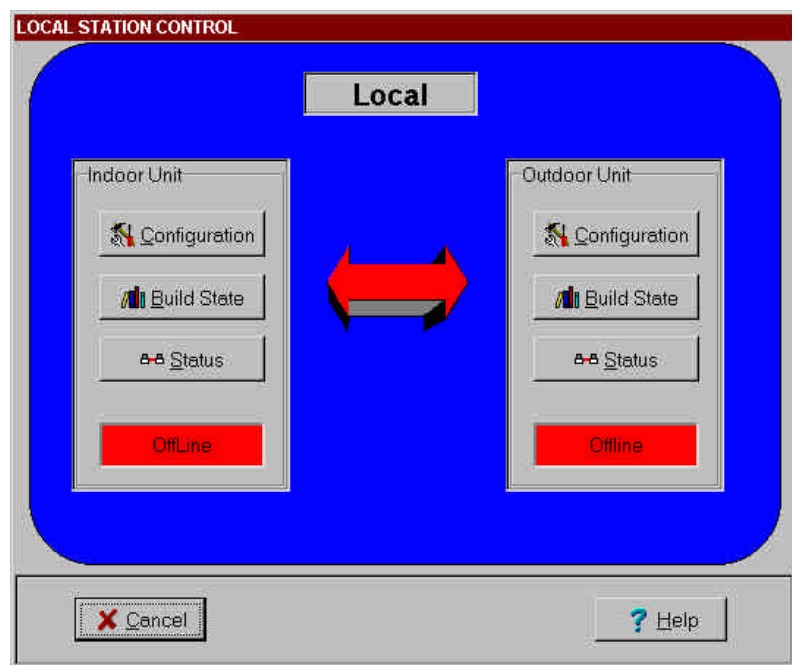 LOCAL STATION CONTROL
Local
Indoor Unit
Configuration
Build State
Status
OffLine
Outdoor Unit
Configuration
Build State
Status
Offline
Cancel
Help